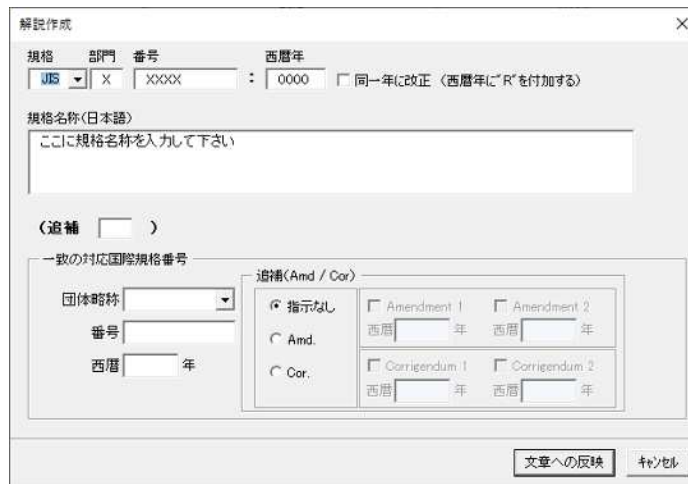 解説作成
規格 部門 番号 西暦年
JIS X XXXX : 0000 同一年に改正 (西暦年に"R"を付加する)
規格名称(日本語)
ここに規格名称を入力して下さい
(追補 )
一致の対応国際規格番号
団体略称
番号
西暦 年
追補(Amd / Cor)
指示なし
Amd.
Cor.
Amendment 1 Amendment 2
西暦 年 西暦 年
Corrigendum 1 Corrigendum 2
西暦 年 西暦 年
文章への反映 キャンセル